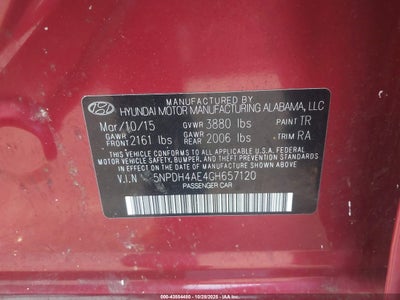 MANUFACTURED BY
HYUNDAI MOTOR MANUFACTURING ALABAMA, LLC
Mar/10/15 GVWR 3880 lbs PAINT TR
GAWR FRONT 2161 lbs GAWR REAR 2006 lbs TRIM RA
THIS VEHICLE CONFORMS TO ALL APPLICABLE FEDERAL
MOTOR VEHICLE SAFETY, BUMPER, AND THEFT PREVENTION STANDARDS
IN EFFECT ON THE DATE OF MANUFACTURE SHOWN ABOVE.
V.I.N 5NPDH4AE4GH657120
PASSENGER CAR
000-43554450 - 10/28/2025 - IAA.com